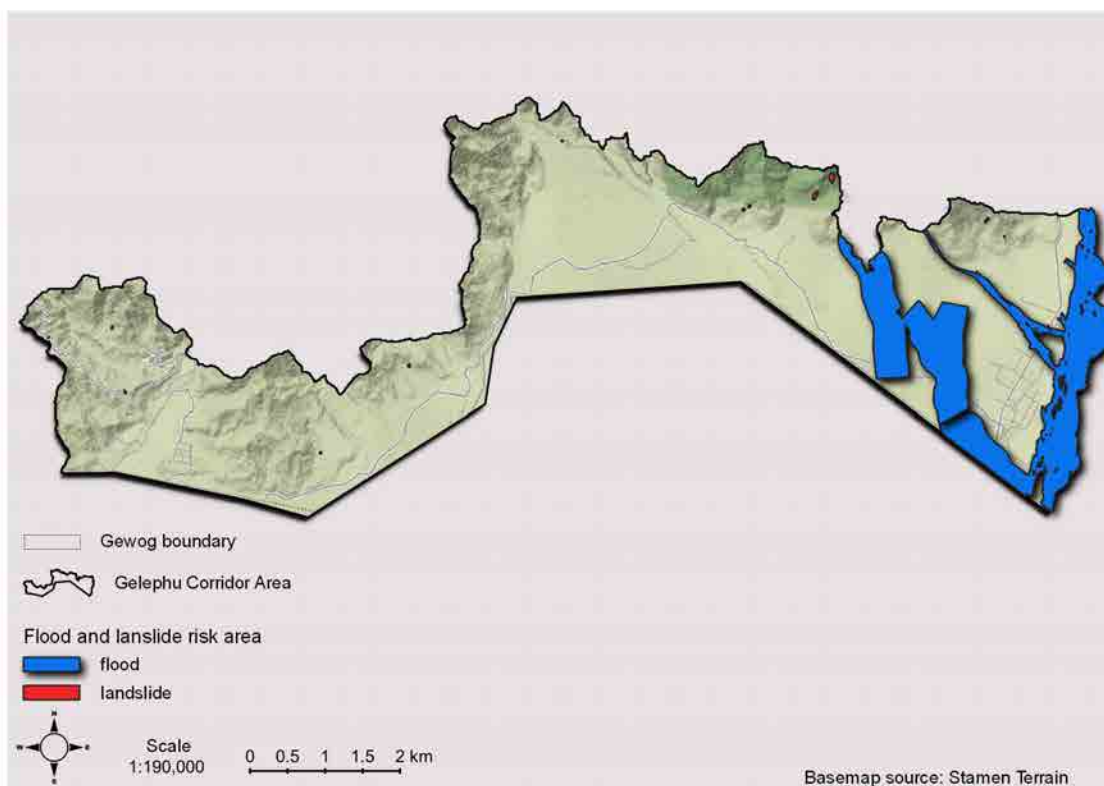 Gewog boundary
Gelephu Corridor Area
Flood and lanslide risk area
flood
landslide
N
W E
S
Scale
1:190,000
0 0.5 1 1.5 2 km
Basemap source: Stamen Terrain